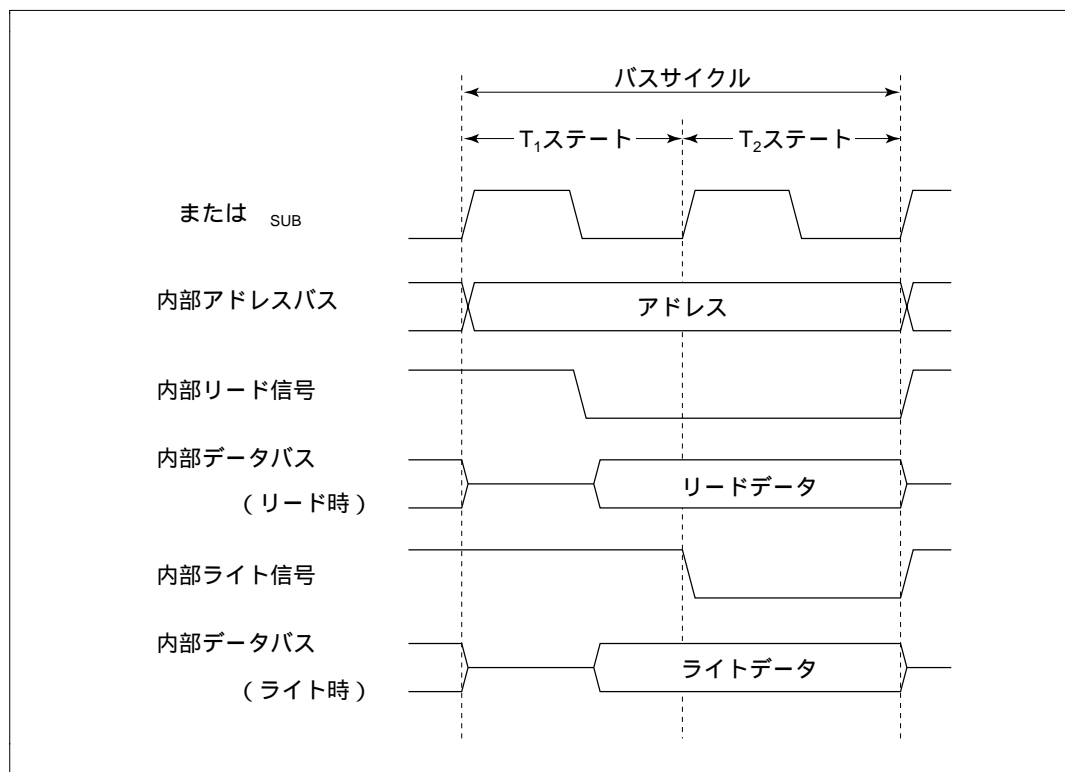 バスサイクル
T₁ステート T₂ステート
または SUB
内部アドレスバス アドレス
内部リード信号
内部データバス
(リード時) リードデータ
内部ライト信号
内部データバス
(ライト時) ライトデータ